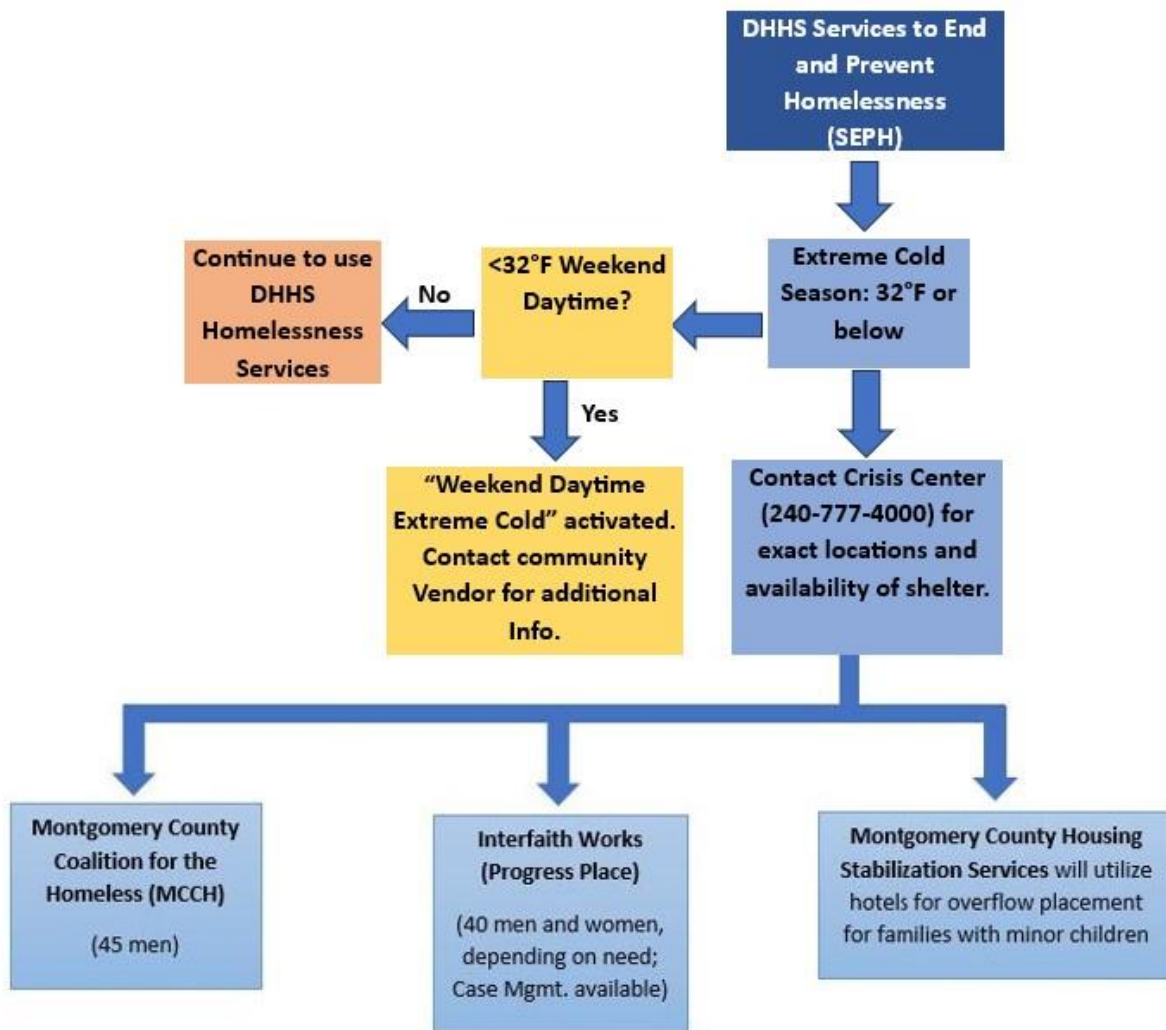 DHHS Services to End
and Prevent
Homelessness
(SEPH)
Continue to use
DHHS
Homelessness
Services
No
<32°F Weekend
Daytime?
Extreme Cold
Season: 32°F or
below
Yes
“Weekend Daytime
Extreme Cold” activated.
Contact community
Vendor for additional
Info.
Contact Crisis Center
(240-777-4000) for
exact locations and
availability of shelter.
Montgomery County
Coalition for the
Homeless (MCCH)
(45 men)
Interfaith Works
(Progress Place)
(40 men and women,
depending on need;
Case Mgmt. available)
Montgomery County Housing
Stabilization Services will utilize
hotels for overflow placement
for families with minor children